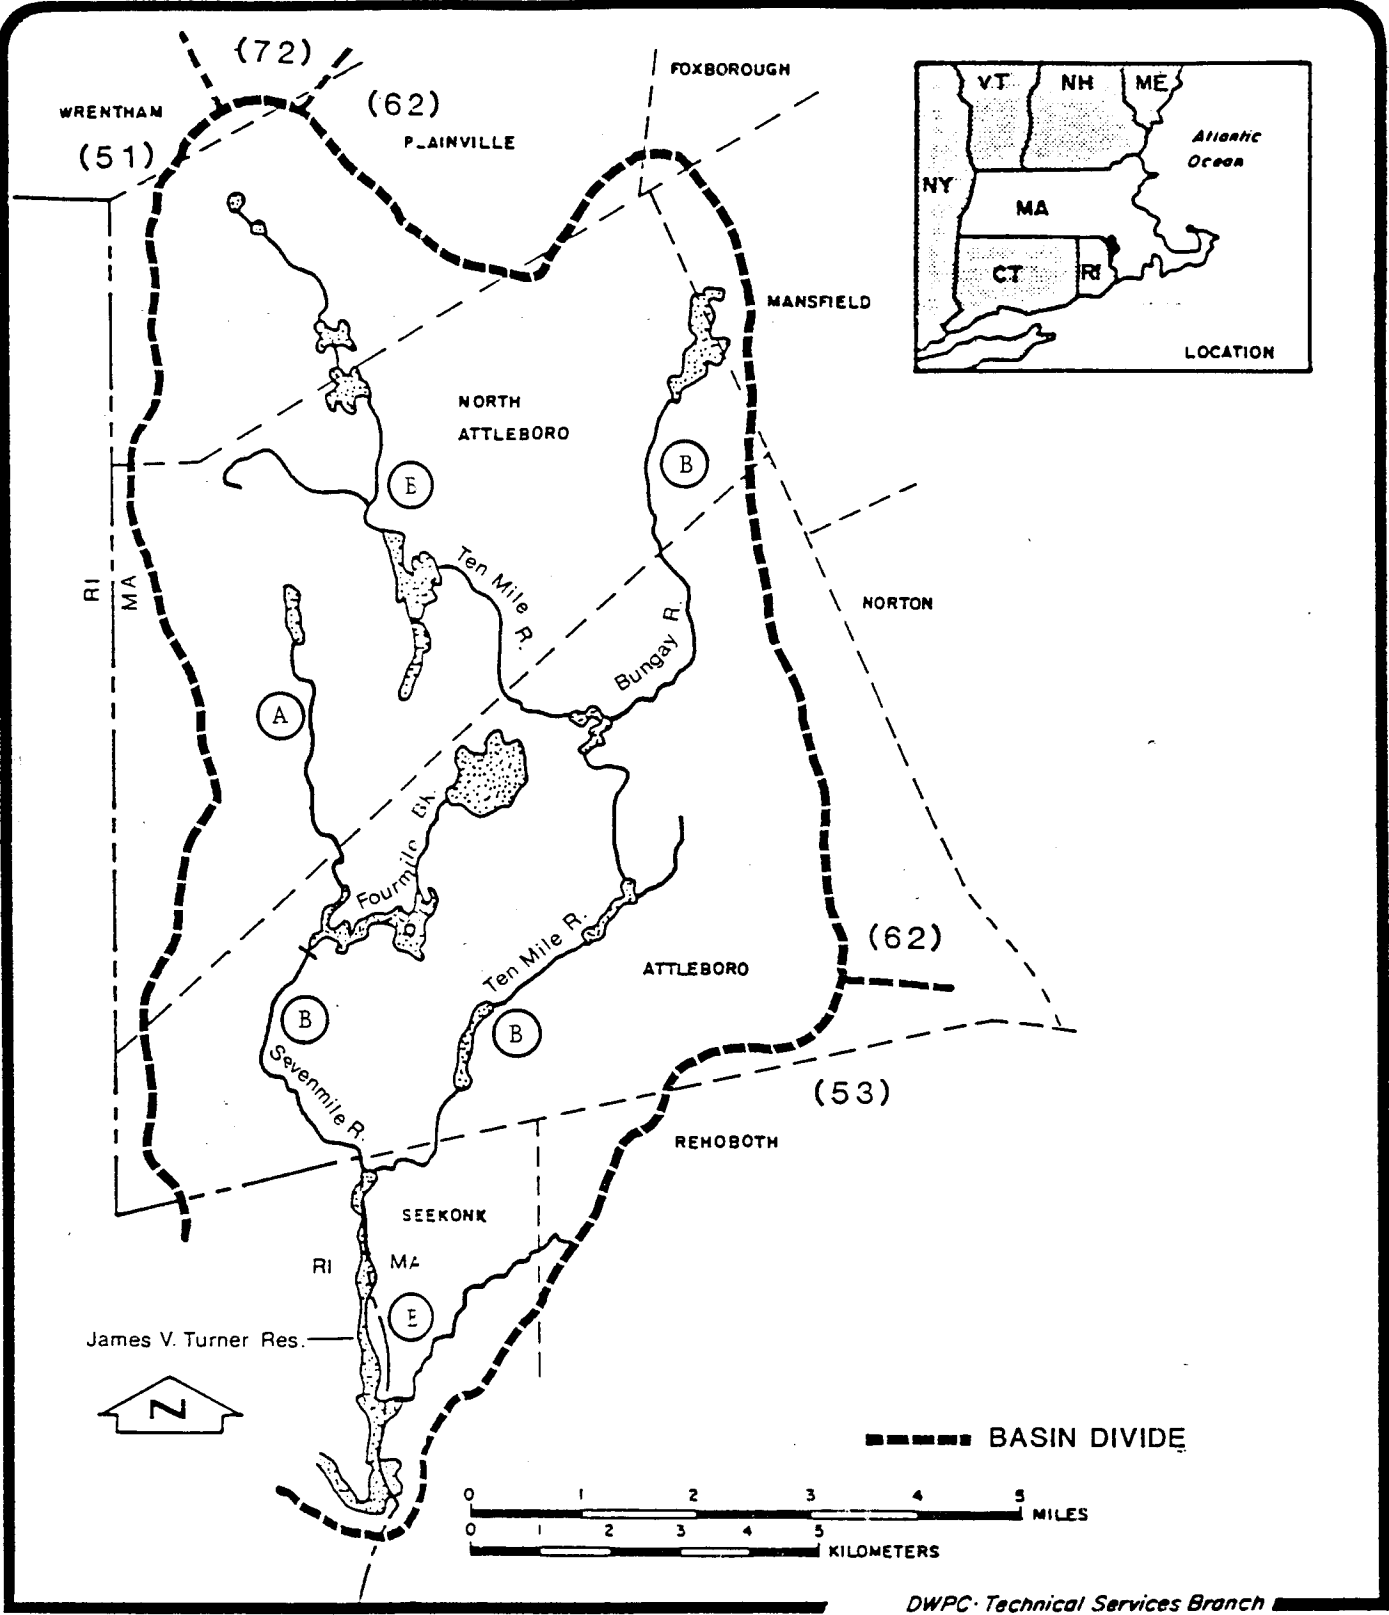 (72)
FOXBOROUGH
WRENTHAM
(62)
PLAINVILLE
(51)
VT
NH
ME
Atlantic
Ocean
NY
MA
CT
RI
LOCATION
MANSFIELD
NORTH
ATTLEBORO
B
Ten Mile R.
RI
MA
NORTON
Bungay R.
A
Fourmile Bk.
Ten Mile R.
ATTLEBORO
(62)
B
B
Sevenmile R.
(53)
REHOBOTH
SEEKONK
RI
MA
James V. Turner Res.
N
BASIN DIVIDE
0 1 2 3 4 5
MILES
0 1 2 3 4 5
KILOMETERS
DWPC · Technical Services Branch